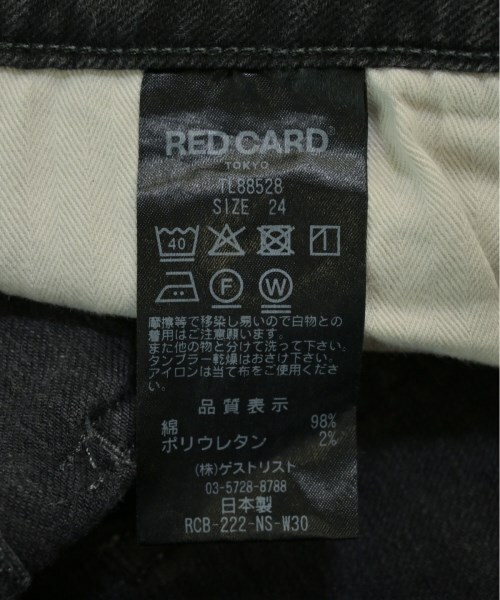 RED CARD®
TOKYO
TL88528
SIZE 24
40
F W
摩擦等で移染し易いので白物との
着用はご注意願います。
また他の物と分けて洗って下さい。
タンブラー乾燥はおさけ下さい。
アイロンは当て布をご使用くださ
い。
品質表示
綿 98%
ポリウレタン 2%
(株)ゲストリスト
03-5728-8788
日本製
RCB-222-NS-W30